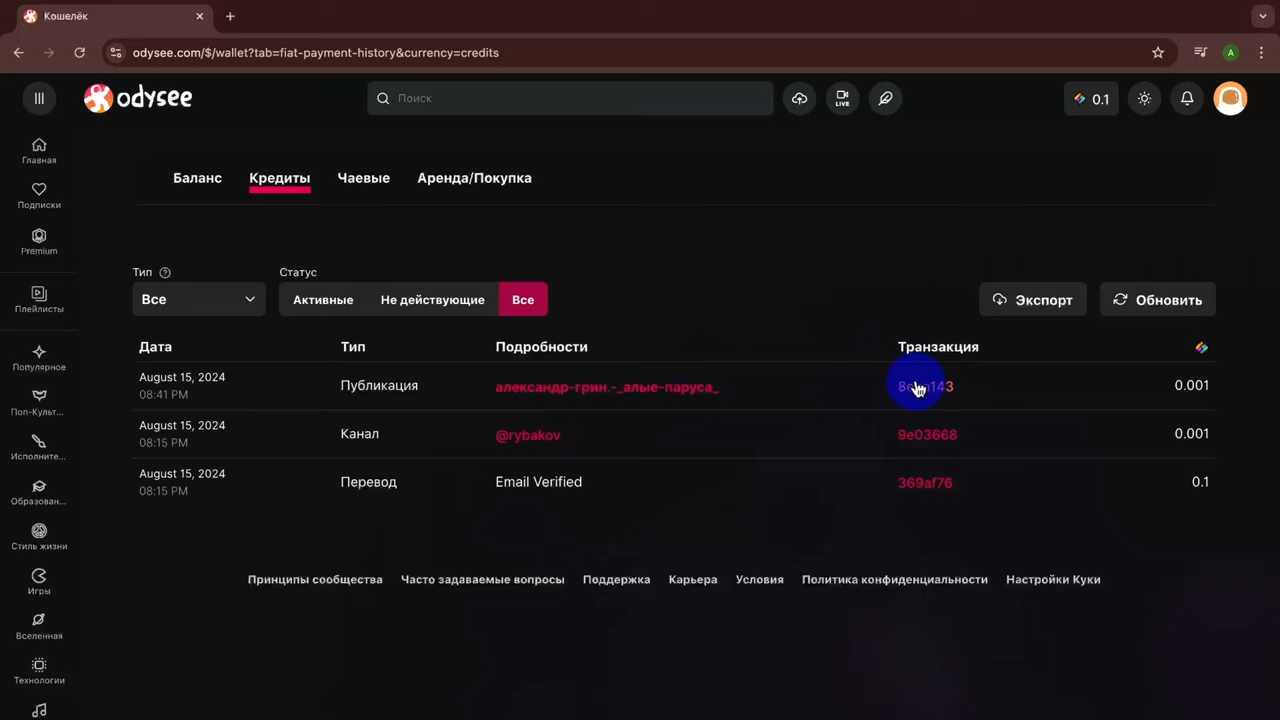 Кошелёк
odysee.com/$/wallet?tab=fiat-payment-history&currency=credits
A
odysee
Поиск
LIVE
0.1
Главная
Подписки
Premium
Плейлисты
Популярное
Поп-Культ...
Исполните...
Образован...
Стиль жизни
Игры
Вселенная
Технологии
Баланс Кредиты Чаевые Аренда/Покупка
Тип Статус
Все Активные Не действующие Все Экспорт Обновить
Дата Тип Подробности Транзакция
August 15, 2024
08:41 PM
Публикация александр-грин.-_алые-паруса_ 0.001
August 15, 2024
08:15 PM
Канал @rybakov 9e03668 0.001
August 15, 2024
08:15 PM
Перевод Email Verified 369af76 0.1
Принципы сообщества Часто задаваемые вопросы Поддержка Карьера Условия Политика конфиденциальности Настройки Куки